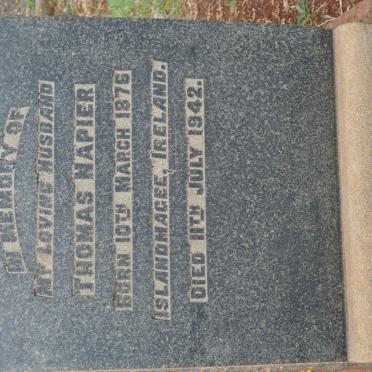 IN MEMORY OF
MY LOVING HUSBAND
THOMAS NAPIER
BORN 10TH MARCH 1876
ISLANDMAGEE, IRELAND.
DIED 11TH JULY 1942.